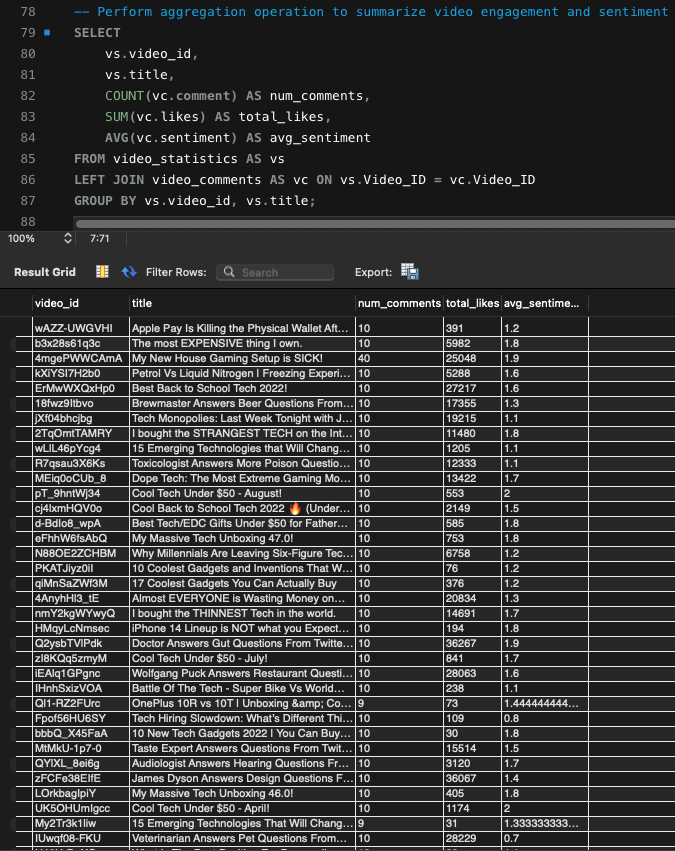 78 -- Perform aggregation operation to summarize video engagement and sentiment
79 SELECT
80 vs.video_id,
81 vs.title,
82 COUNT(vc.comment) AS num_comments,
83 SUM(vc.likes) AS total_likes,
84 AVG(vc.sentiment) AS avg_sentiment
85 FROM video_statistics AS vs
86 LEFT JOIN video_comments AS vc ON vs.Video_ID = vc.Video_ID
87 GROUP BY vs.video_id, vs.title;
88
100% 7:71
Result Grid Filter Rows: Search Export:
video_id title num_comments total_likes avg_sentime...
wAZZ-UWGVHI Apple Pay Is Killing the Physical Wallet Aft... 10 391 1.2
b3x28s61q3c The most EXPENSIVE thing I own. 10 5982 1.8
4mgePWWCAmA My New House Gaming Setup is SICK! 40 25048 1.9
kXiYSI7H2b0 Petrol Vs Liquid Nitrogen | Freezing Experi... 10 5288 1.6
ErMwWXQxHp0 Best Back to School Tech 2022! 10 27217 1.6
18fwz9Itbvo Brewmaster Answers Beer Questions From... 10 17355 1.3
jXf04bhcjbg Tech Monopolies: Last Week Tonight with J... 10 19215 1.1
2TqOmtTAMRY I bought the STRANGEST TECH on the Int... 10 11480 1.8
wLlL46pYcg4 15 Emerging Technologies that Will Chang... 10 1205 1.1
R7qsau3X6Ks Toxicologist Answers More Poison Questio... 10 12333 1.1
MEiq0oCUb_8 Dope Tech: The Most Extreme Gaming Mo... 10 13422 1.7
pT_9hntWj34 Cool Tech Under $50 - August! 10 553 2
cj4lxmHQV0o Cool Back to School Tech 2022 🔥 (Under... 10 2149 1.5
d-Bdlo8_wpA Best Tech/EDC Gifts Under $50 for Father... 10 585 1.8
eFhhW6fsAbQ My Massive Tech Unboxing 47.0! 10 753 1.8
N88OE2ZCHBM Why Millennials Are Leaving Six-Figure Tec... 10 6758 1.2
PKATJiyz0iI 10 Coolest Gadgets and Inventions That W... 10 76 1.2
qiMnSaZWf3M 17 Coolest Gadgets You Can Actually Buy 10 376 1.2
4AnyhHl3_tE Almost EVERYONE is Wasting Money on... 10 20834 1.3
nmY2kgWYwyQ I bought the THINNEST Tech in the world. 10 14691 1.7
HMqyLcNmsec iPhone 14 Lineup is NOT what you Expect... 10 194 1.8
Q2ysbTVlPdk Doctor Answers Gut Questions From Twitte... 10 36267 1.9
zI8KQq5zmyM Cool Tech Under $50 - July! 10 841 1.7
iEAlq1GPgnc Wolfgang Puck Answers Restaurant Questi... 10 28063 1.6
IHnhSxizVOA Battle Of The Tech - Super Bike Vs World... 10 238 1.1
Ql1-RZ2FUrc OnePlus 10R vs 10T | Unboxing &amp; Co... 9 73 1.444444444...
Fpof56HU6SY Tech Hiring Slowdown: What's Different Thi... 10 109 0.8
bbbQ_X45FaA 10 New Tech Gadgets 2022 | You Can Buy... 10 30 1.8
MtMkU-1p7-0 Taste Expert Answers Questions From Twit... 10 15514 1.5
QYlXL_8ei6g Audiologist Answers Hearing Questions Fr... 10 3120 1.7
zFCFe38EIfE James Dyson Answers Design Questions F... 10 36067 1.4
LOrkbagIpiY My Massive Tech Unboxing 46.0! 10 405 1.8
UK5OHUmIgcc Cool Tech Under $50 - April! 10 1174 2
My2Tr3k1liw 15 Emerging Technologies That Will Chang... 9 31 1.333333333...
IUwqf08-FKU Veterinarian Answers Pet Questions From... 10 28229 0.7